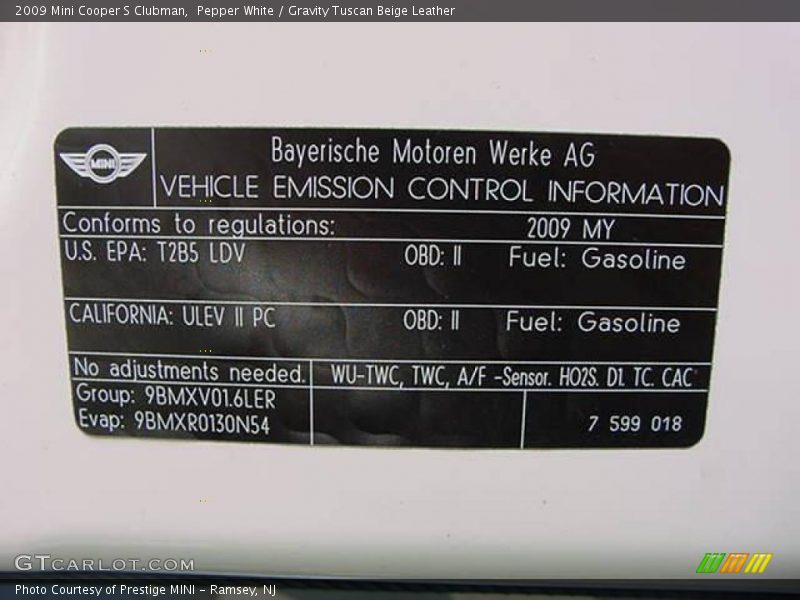 2009 Mini Cooper S Clubman, Pepper White / Gravity Tuscan Beige Leather
MINI
Bayerische Motoren Werke AG
VEHICLE EMISSION CONTROL INFORMATION
Conforms to regulations: 2009 MY
U.S. EPA: T2B5 LDV OBD: II Fuel: Gasoline
CALIFORNIA: ULEV II PC OBD: II Fuel: Gasoline
No adjustments needed. WU-TWC, TWC, A/F -Sensor. HO2S. DI. TC. CAC
Group: 9BMXV01.6LER
Evap: 9BMXR0130N54 7 599 018
GTCARLOT.COM
Photo Courtesy of Prestige MINI - Ramsey, NJ